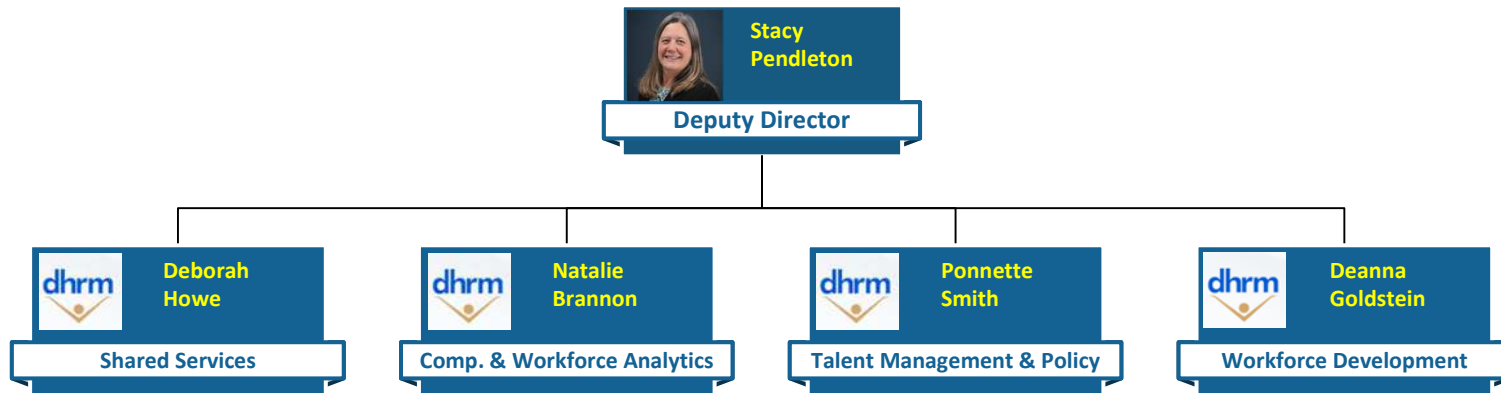 Stacy
Pendleton
Deputy Director
dhrm
Deborah
Howe
Shared Services
dhrm
Natalie
Brannon
Comp. & Workforce Analytics
dhrm
Ponnette
Smith
Talent Management & Policy
dhrm
Deanna
Goldstein
Workforce Development